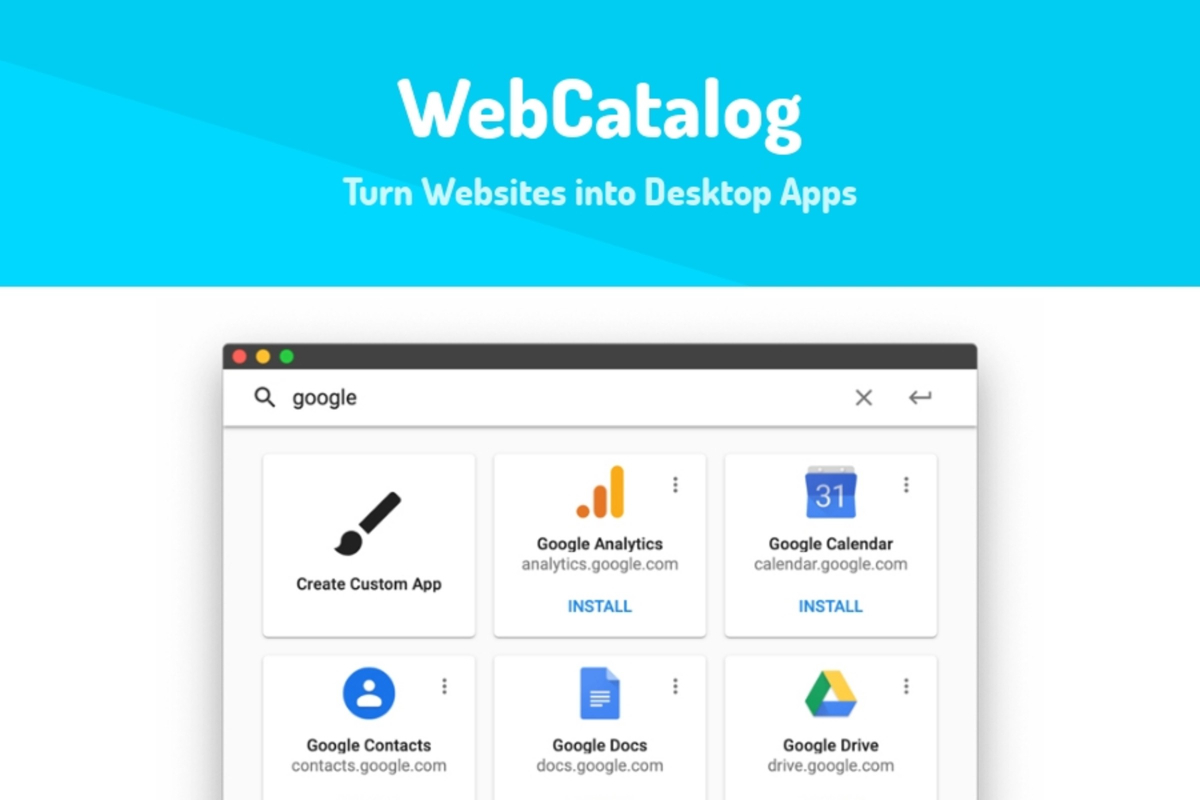 WebCatalog
Turn Websites into Desktop Apps
google
Create Custom App
Google Analytics
analytics.google.com
INSTALL
31
Google Calendar
calendar.google.com
INSTALL
Google Contacts
contacts.google.com
Google Docs
docs.google.com
Google Drive
drive.google.com